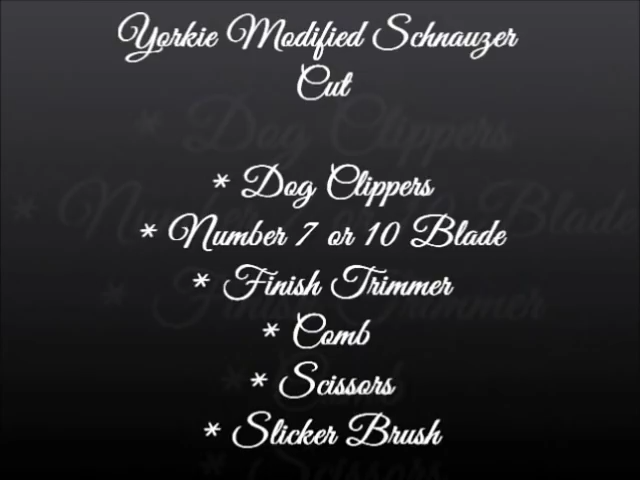 Yorkie Modified Schnauzer
Cut
* Dog Clippers
* Number 7 or 10 Blade
* Finish Trimmer
* Comb
* Scissors
* Slicker Brush